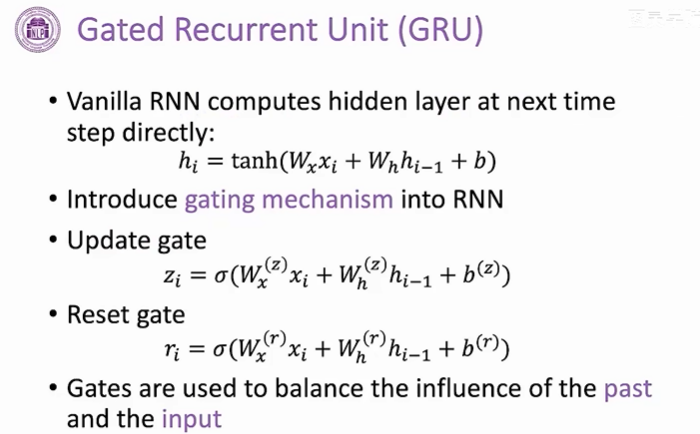 NLP
Gated Recurrent Unit (GRU)
• Vanilla RNN computes hidden layer at next time
step directly:
h_i = tanh(W_x x_i + W_h h_{i−1} + b)
• Introduce gating mechanism into RNN
• Update gate
z_i = σ(W_x^{(z)} x_i + W_h^{(z)} h_{i−1} + b^{(z)})
• Reset gate
r_i = σ(W_x^{(r)} x_i + W_h^{(r)} h_{i−1} + b^{(r)})
• Gates are used to balance the influence of the past
and the input